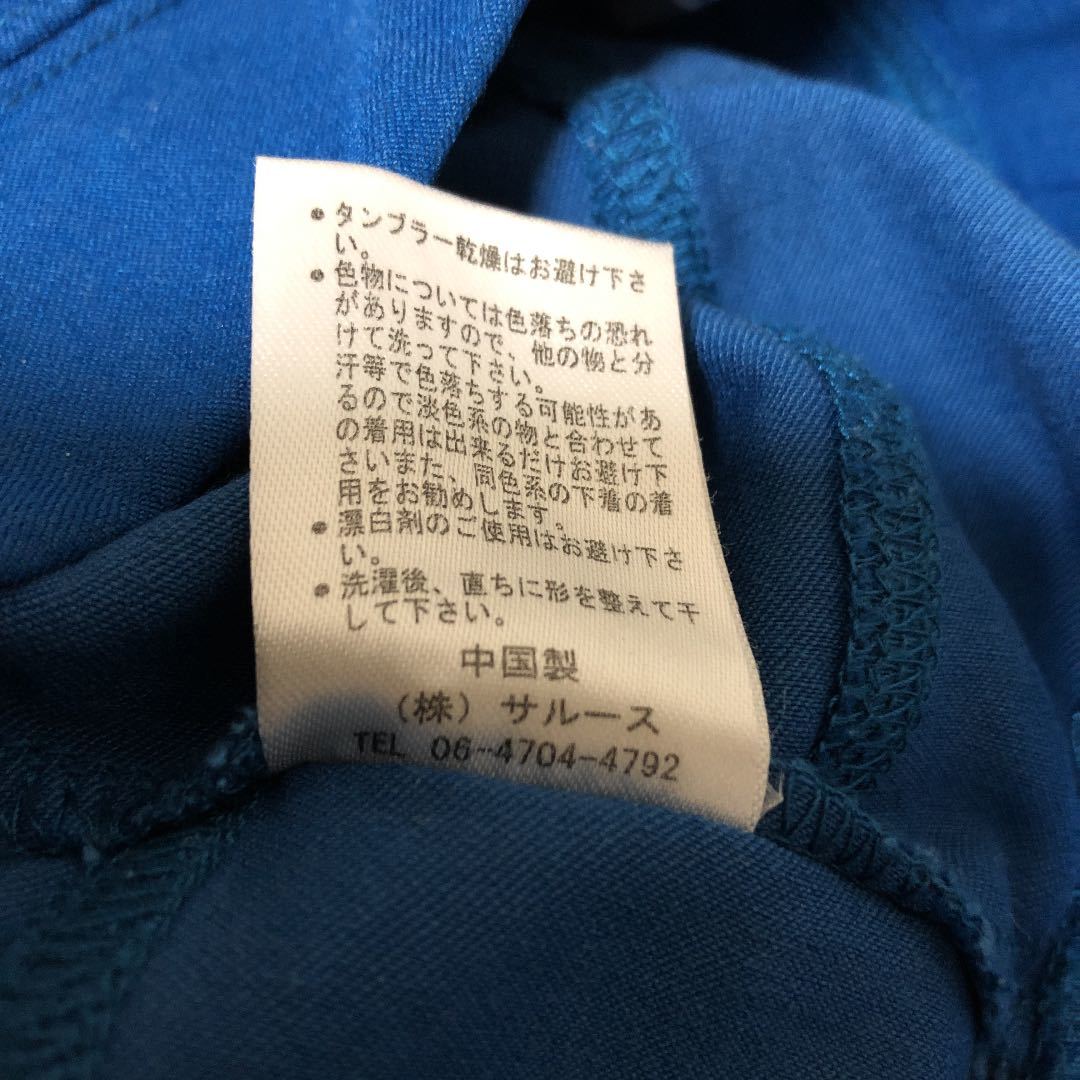 ● タンブラー乾燥はお避け下さ
い。
● 色物については色落ちの恐れ
がありますので、他の物と分
けて洗って下さい。
汗等で色落ちする可能性があ
るので淡色系の物と合わせて
の着用は出来るだけお避け下
さいまた、同色系の下着の着
用をお勧めします。
● 漂白剤のご使用はお避け下さ
い。
● 洗濯後、直ちに形を整えて干
して下さい。
中国製
（株）サルース
TEL 06-4704-4792